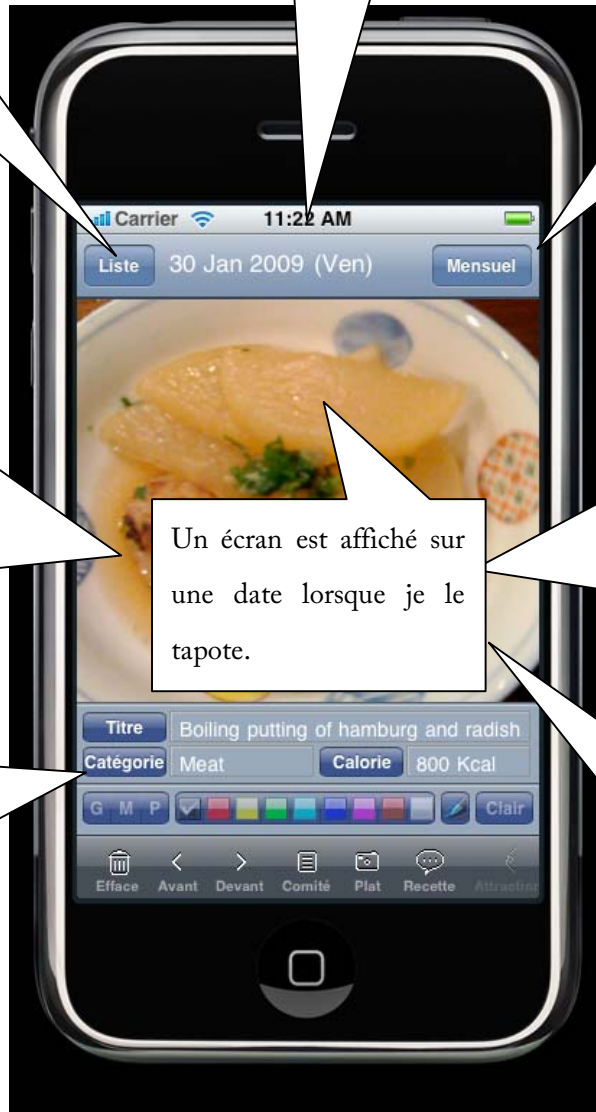 Carrier 11:22 AM
Liste 30 Jan 2009 (Ven) Mensuel
Un écran est affiché sur
une date lorsque je le
tapote.
Titre Boiling putting of hamburg and radish
Catégorie Meat Calorie 800 Kcal
G M P Clair
Efface Avant Devant Comité Plat Recette Attraction